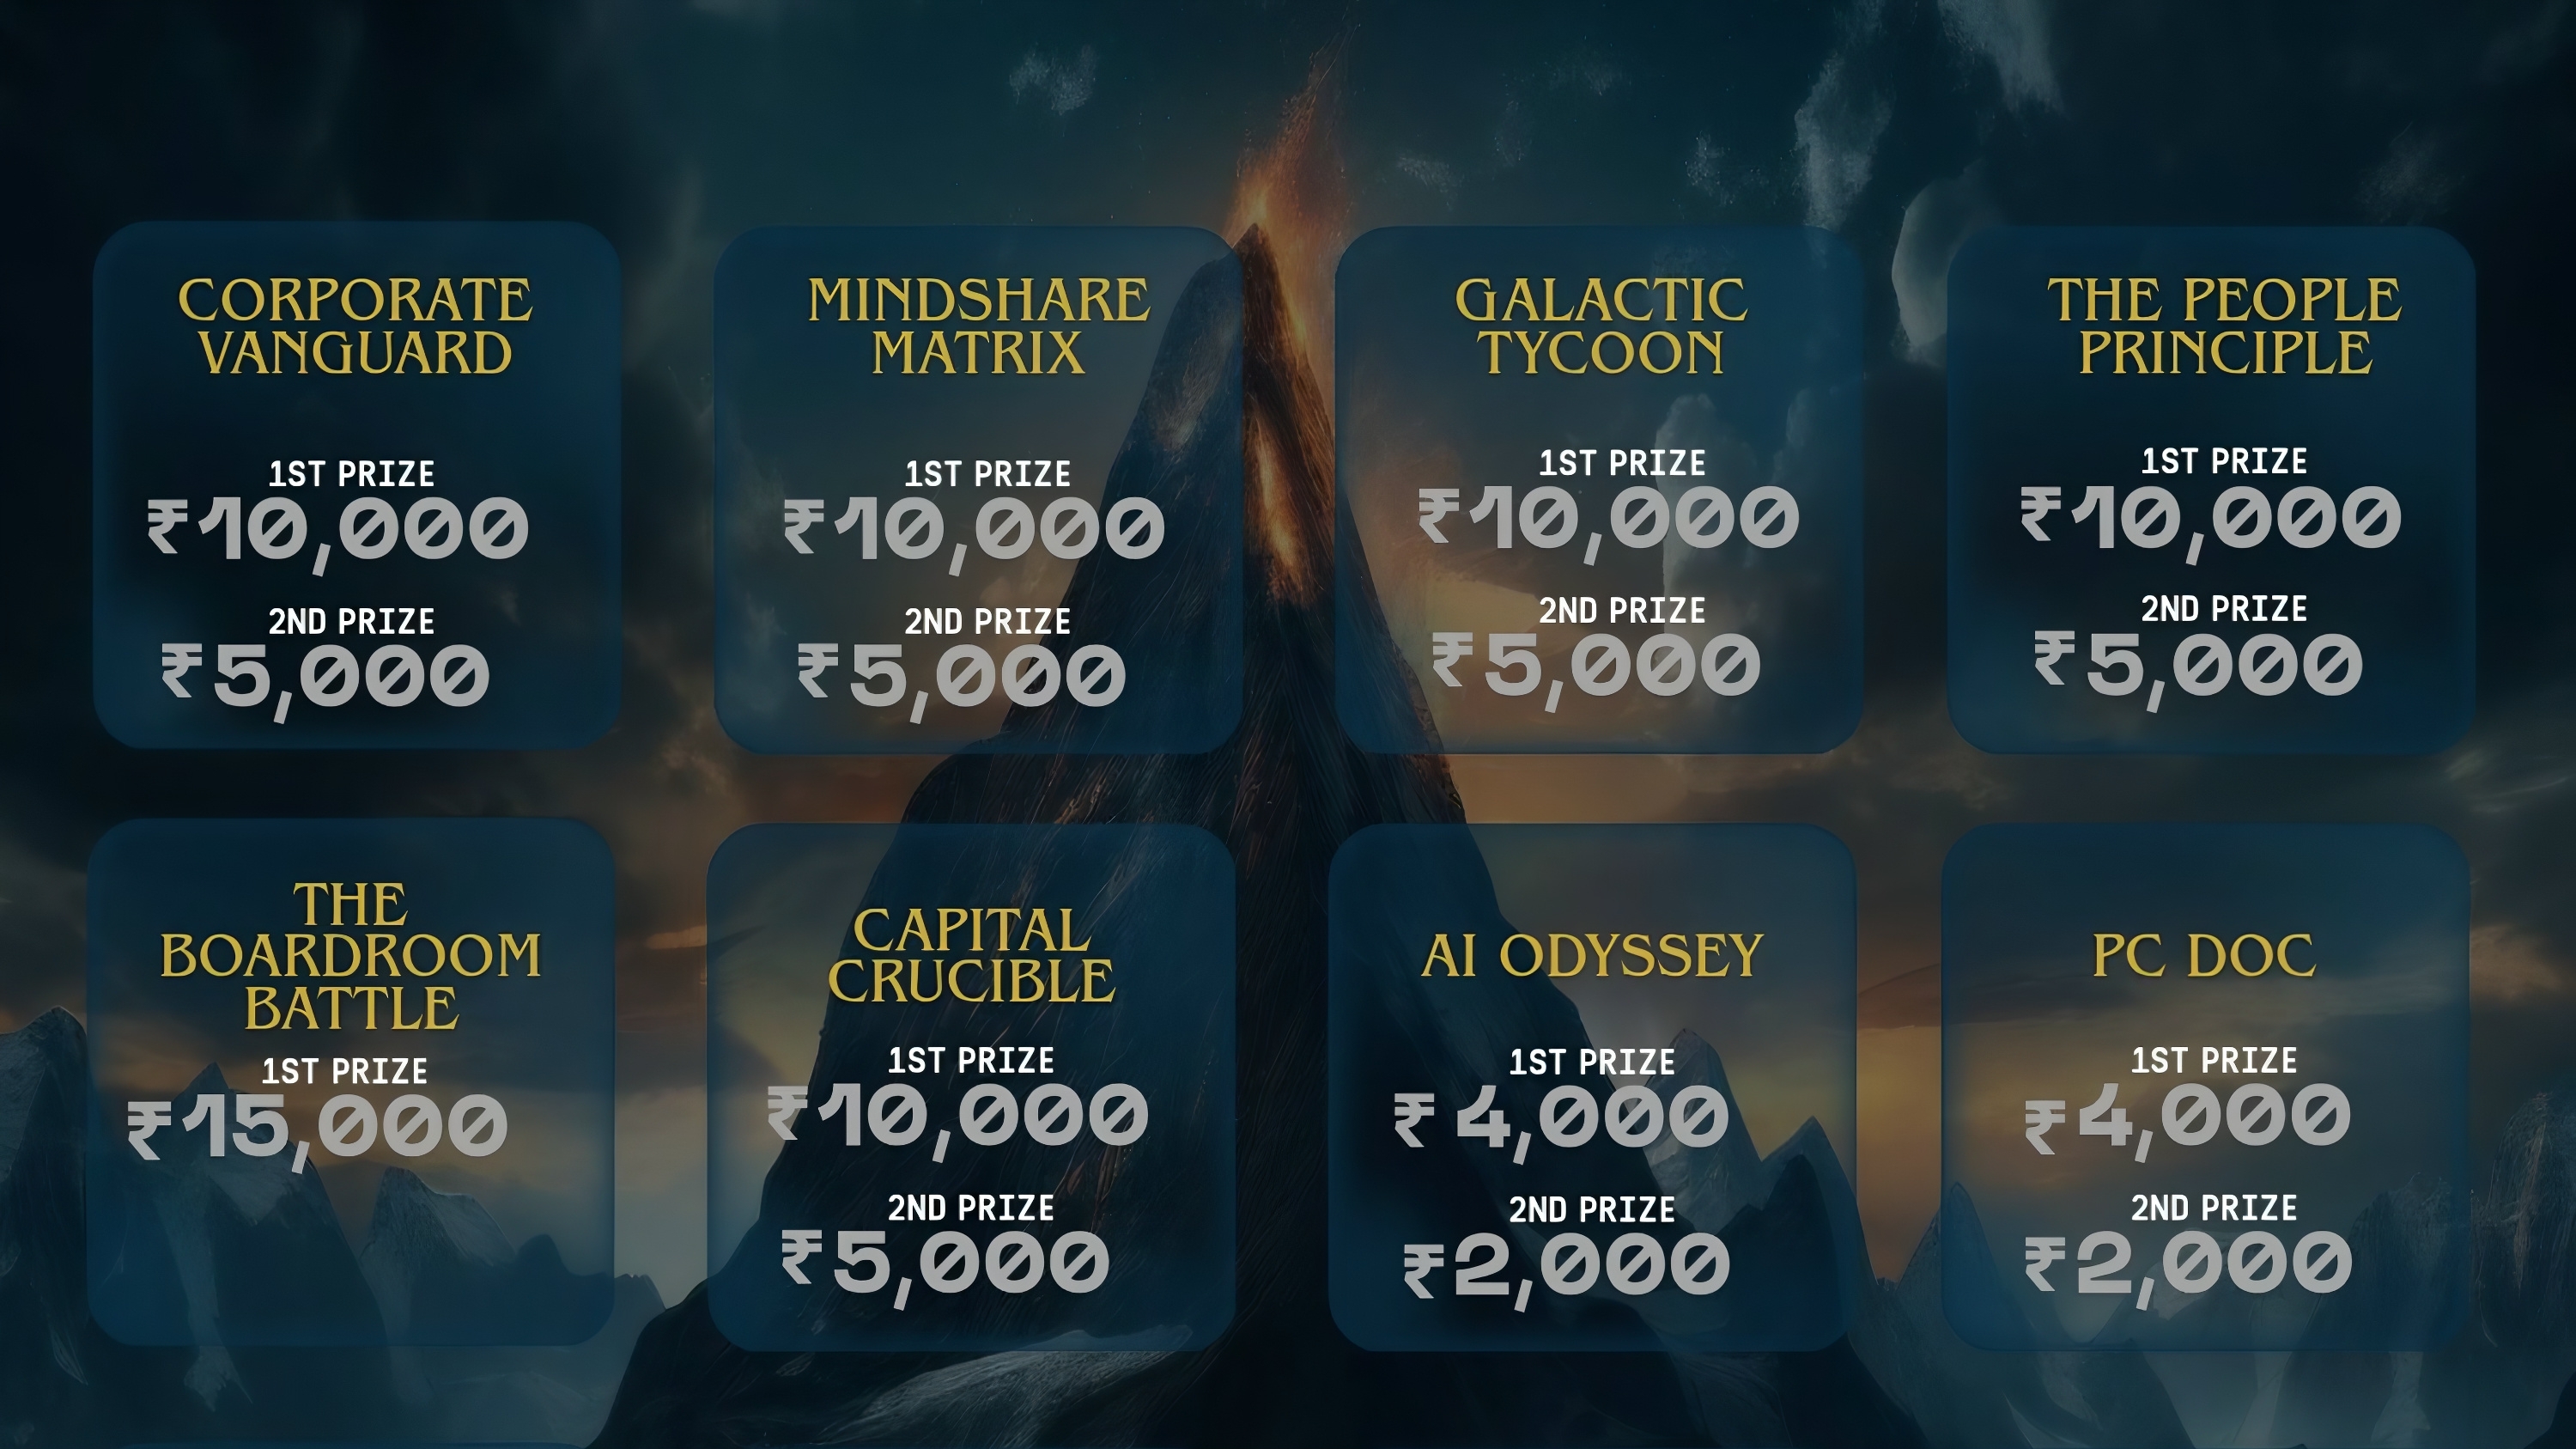 CORPORATE
VANGUARD
1ST PRIZE
₹10,000
2ND PRIZE
₹5,000
MINDSHARE
MATRIX
1ST PRIZE
₹10,000
2ND PRIZE
₹5,000
GALACTIC
TYCOON
1ST PRIZE
₹10,000
2ND PRIZE
₹5,000
THE PEOPLE
PRINCIPLE
1ST PRIZE
₹10,000
2ND PRIZE
₹5,000
THE
BOARDROOM
BATTLE
1ST PRIZE
₹15,000
CAPITAL
CRUCIBLE
1ST PRIZE
₹10,000
2ND PRIZE
₹5,000
AI ODYSSEY
1ST PRIZE
₹4,000
2ND PRIZE
₹2,000
PC DOC
1ST PRIZE
₹4,000
2ND PRIZE
₹2,000